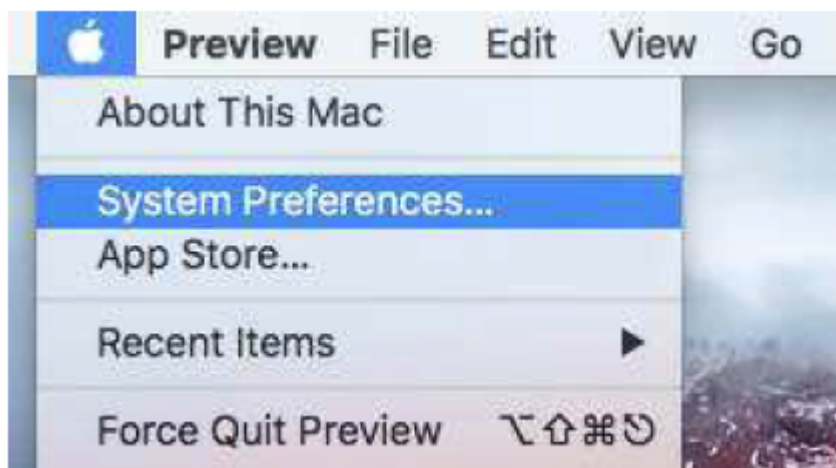 Preview File Edit View Go
About This Mac
System Preferences...
App Store...
Recent Items ▶
Force Quit Preview ⌥⇧⌘⎋